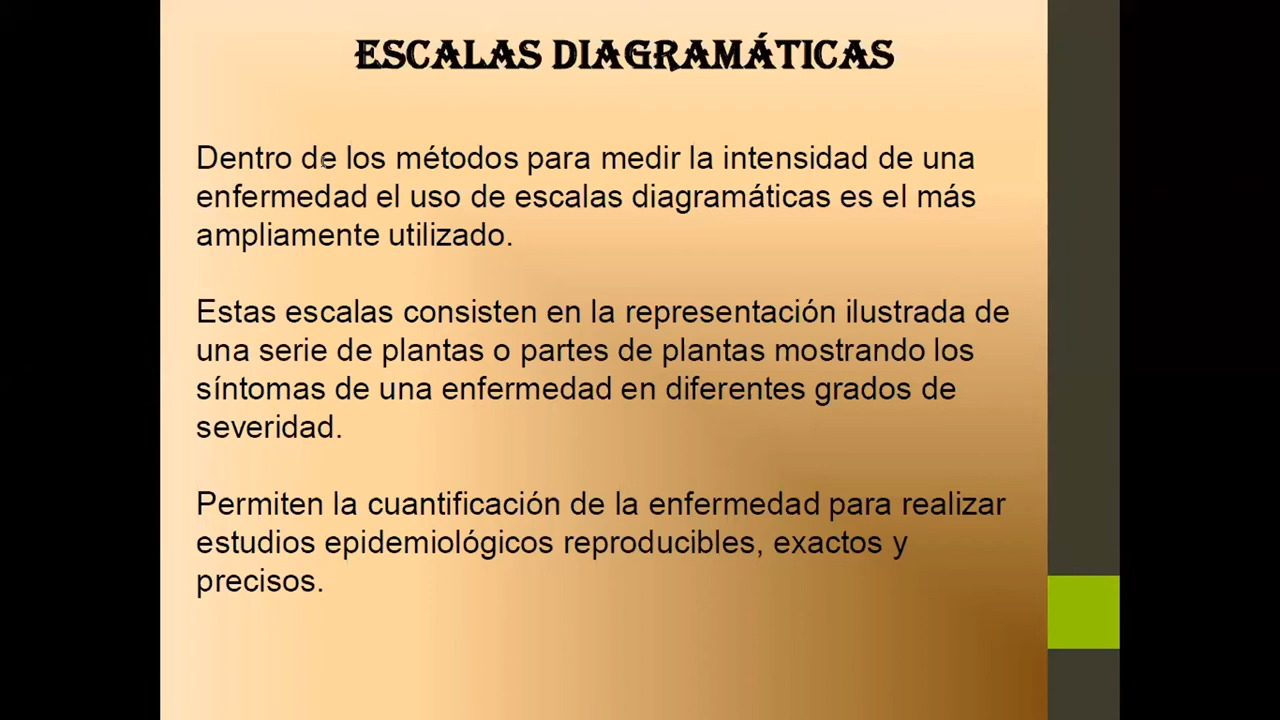 ESCALAS DIAGRAMÁTICAS
Dentro de los métodos para medir la intensidad de una
enfermedad el uso de escalas diagramáticas es el más
ampliamente utilizado.
Estas escalas consisten en la representación ilustrada de
una serie de plantas o partes de plantas mostrando los
síntomas de una enfermedad en diferentes grados de
severidad.
Permiten la cuantificación de la enfermedad para realizar
estudios epidemiológicos reproducibles, exactos y
precisos.